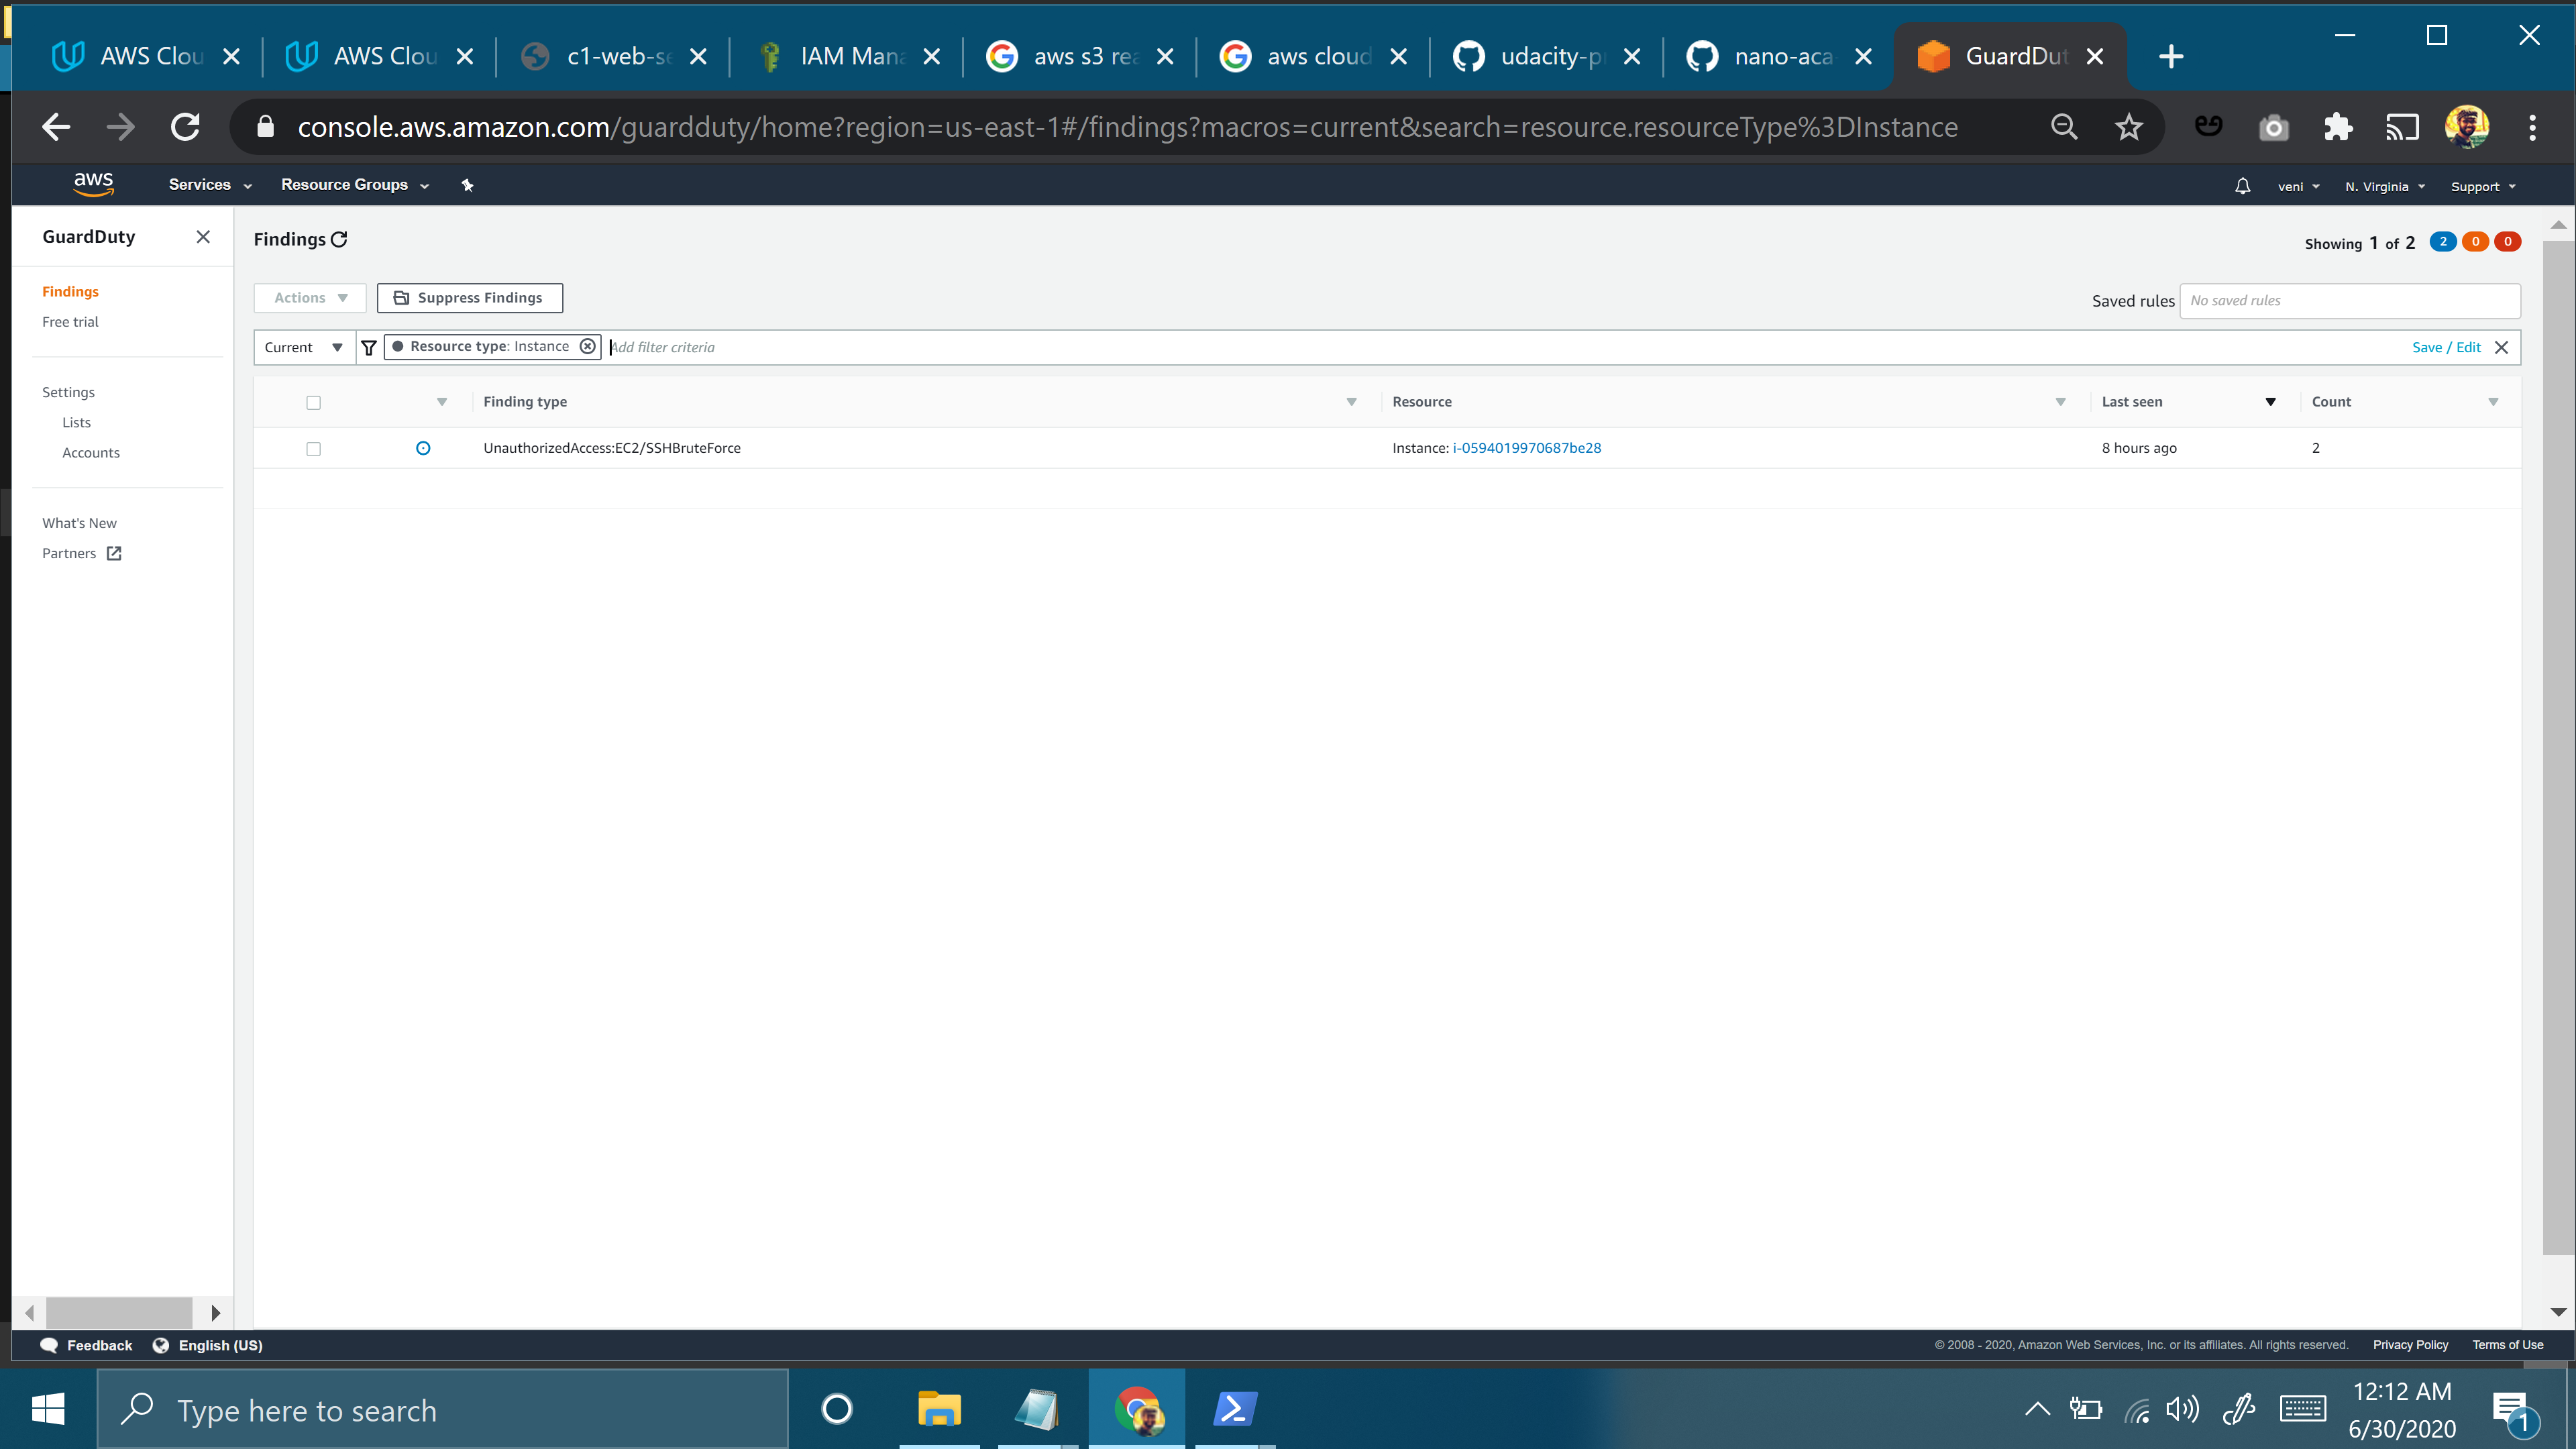 AWS Clou
AWS Clou
c1-web-se
IAM Mana
aws s3 rea
aws cloud
udacity-p
nano-aca
GuardDut
console.aws.amazon.com/guardduty/home?region=us-east-1#/findings?macros=current&search=resource.resourceType%3DInstance
aws
Services
Resource Groups
veni
N. Virginia
Support
GuardDuty
Findings
Free trial
Settings
Lists
Accounts
What's New
Partners
Findings
Showing 1 of 2
2
0
0
Actions
Suppress Findings
Saved rules
No saved rules
Current
Resource type: Instance
Add filter criteria
Save / Edit
Finding type
Resource
Last seen
Count
UnauthorizedAccess:EC2/SSHBruteForce
Instance: i-0594019970687be28
8 hours ago
2
Feedback
English (US)
© 2008 - 2020, Amazon Web Services, Inc. or its affiliates. All rights reserved.
Privacy Policy
Terms of Use
Type here to search
12:12 AM
6/30/2020
1